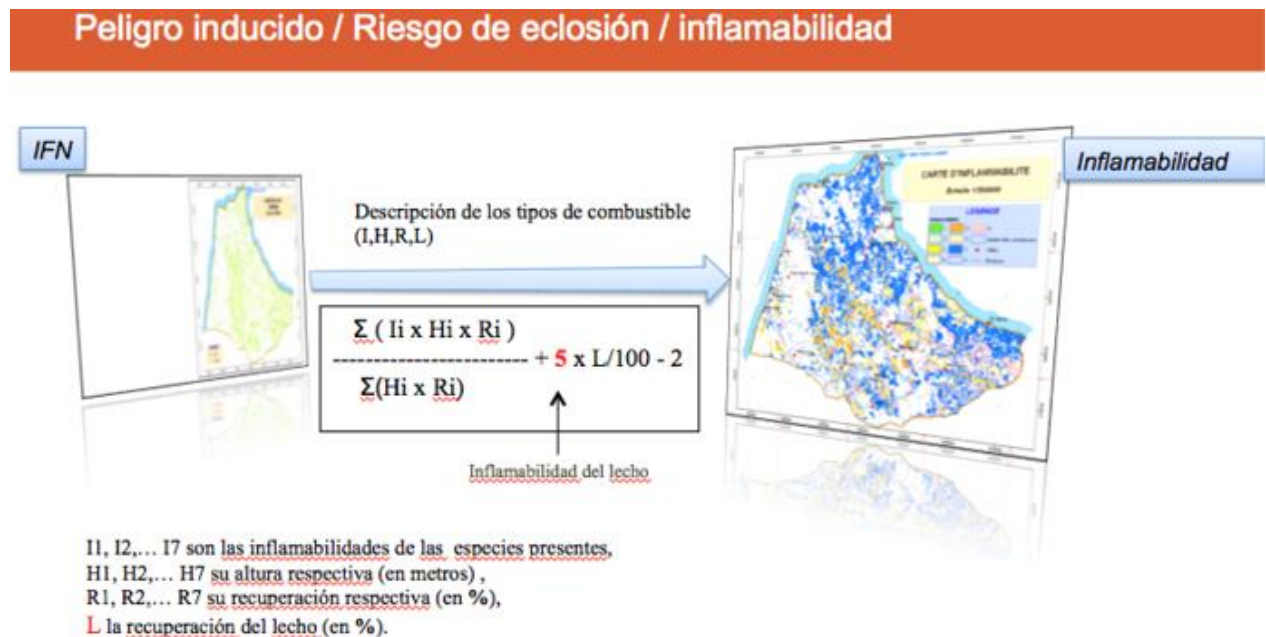 Peligro inducido / Riesgo de eclosión / inflamabilidad
IFN
Inflamabilidad
CARTE D'INFLAMMABILITE
LEGENDE
Descripción de los tipos de combustible
(I,H,R,L)
Σ ( Ii x Hi x Ri )
------------------------ + 5 x L/100 - 2
Σ(Hi x Ri)
Inflamabilidad del lecho
I1, I2,... I7 son las inflamabilidades de las especies presentes,
H1, H2,... H7 su altura respectiva (en metros) ,
R1, R2,... R7 su recuperación respectiva (en %),
L la recuperación del lecho (en %).